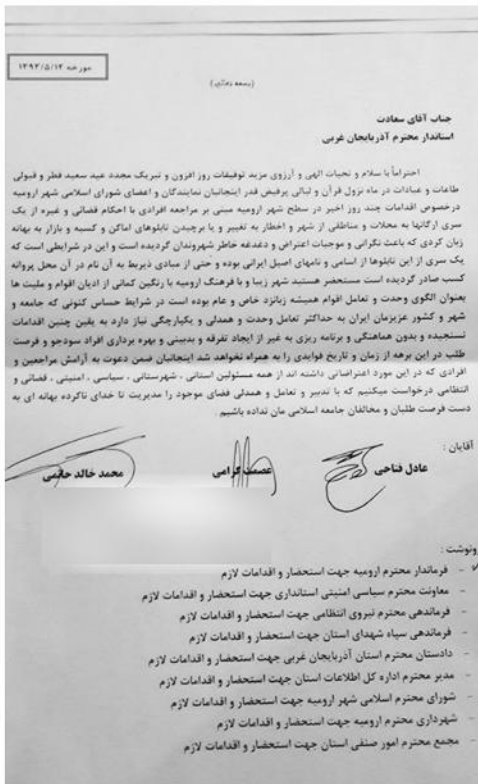 مورخه ۱۳۹۳/۵/۱۲
(بسمه تعالی)
جناب آقای سعادت
استاندار محترم آذربایجان غربی
احتراماً با سلام و تحیات الهی و آرزوی مزید توفیقات روز افزون و تبریک مجدد عید سعید فطر و قبولی
طاعات و عبادات در ماه نزول قرآن و لیالی پرفیض قدر اینجانبان نمایندگان و اعضای شورای اسلامی شهر ارومیه
درخصوص اقدامات چند روز اخیر در سطح شهر ارومیه مبنی بر مراجعه افرادی با احکام قضائی و غیره از یک
سری ارگانها به محلات و مناطقی از شهر و اخطار به تغییر و یا برچیدن تابلوهای اماکن و کسبه و بازار به بهانه
زبان کردی که باعث نگرانی و موجبات اعتراض و دغدغه خاطر شهروندان گردیده است و این در شرایطی است که
یک سری از این تابلوها از اسامی و نامهای اصیل ایرانی بوده و حتی از مبادی ذیربط به آن نام در آن محل پروانه
کسب صادر گردیده است مستحضر هستید شهر زیبا و با فرهنگ ارومیه با رنگین کمانی از ادیان اقوام و ملیت ها
بعنوان الگوی وحدت و تعامل اقوام همیشه زبانزد خاص و عام بوده است در شرایط حساس کنونی که جامعه و
شهر و کشور عزیزمان ایران به حداکثر تعامل وحدت و همدلی و یکپارچگی نیاز دارد به یقین چنین اقدامات
نسنجیده و بدون هماهنگی و برنامه ریزی به غیر از ایجاد تفرقه و بدبینی و بهره برداری افراد سودجو و فرصت
طلب در این برهه از زمان و تاریخ فوایدی را به همراه نخواهد شد اینجانبان ضمن دعوت به آرامش مراجعین و
افرادی که در این مورد اعتراضاتی داشته اند از همه مسئولین استانی ، شهرستانی ، سیاسی ، امنیتی ، قضائی و
انتظامی درخواست میکنیم که با تدبیر و تعامل و همدلی فضای موجود را مدیریت تا خدای ناکرده بهانه ای به
دست فرصت طلبان و مخالفان جامعه اسلامی مان نداده باشیم .
آقایان :
عادل فتاحی عصمت کرامی محمد خالد حاتمی
رونوشت :
- فرماندار محترم ارومیه جهت استحضار و اقدامات لازم
- معاونت محترم سیاسی امنیتی استانداری جهت استحضار و اقدامات لازم
- فرماندهی محترم نیروی انتظامی جهت استحضار و اقدامات لازم
- فرماندهی سپاه شهدای استان جهت استحضار و اقدامات لازم
- دادستان محترم استان آذربایجان غربی جهت استحضار و اقدامات لازم
- مدیر محترم اداره کل اطلاعات استان جهت استحضار و اقدامات لازم
- شورای محترم اسلامی شهر ارومیه جهت استحضار و اقدامات لازم
- شهرداری محترم ارومیه جهت استحضار و اقدامات لازم
- مجمع محترم امور صنفی استان جهت استحضار و اقدامات لازم